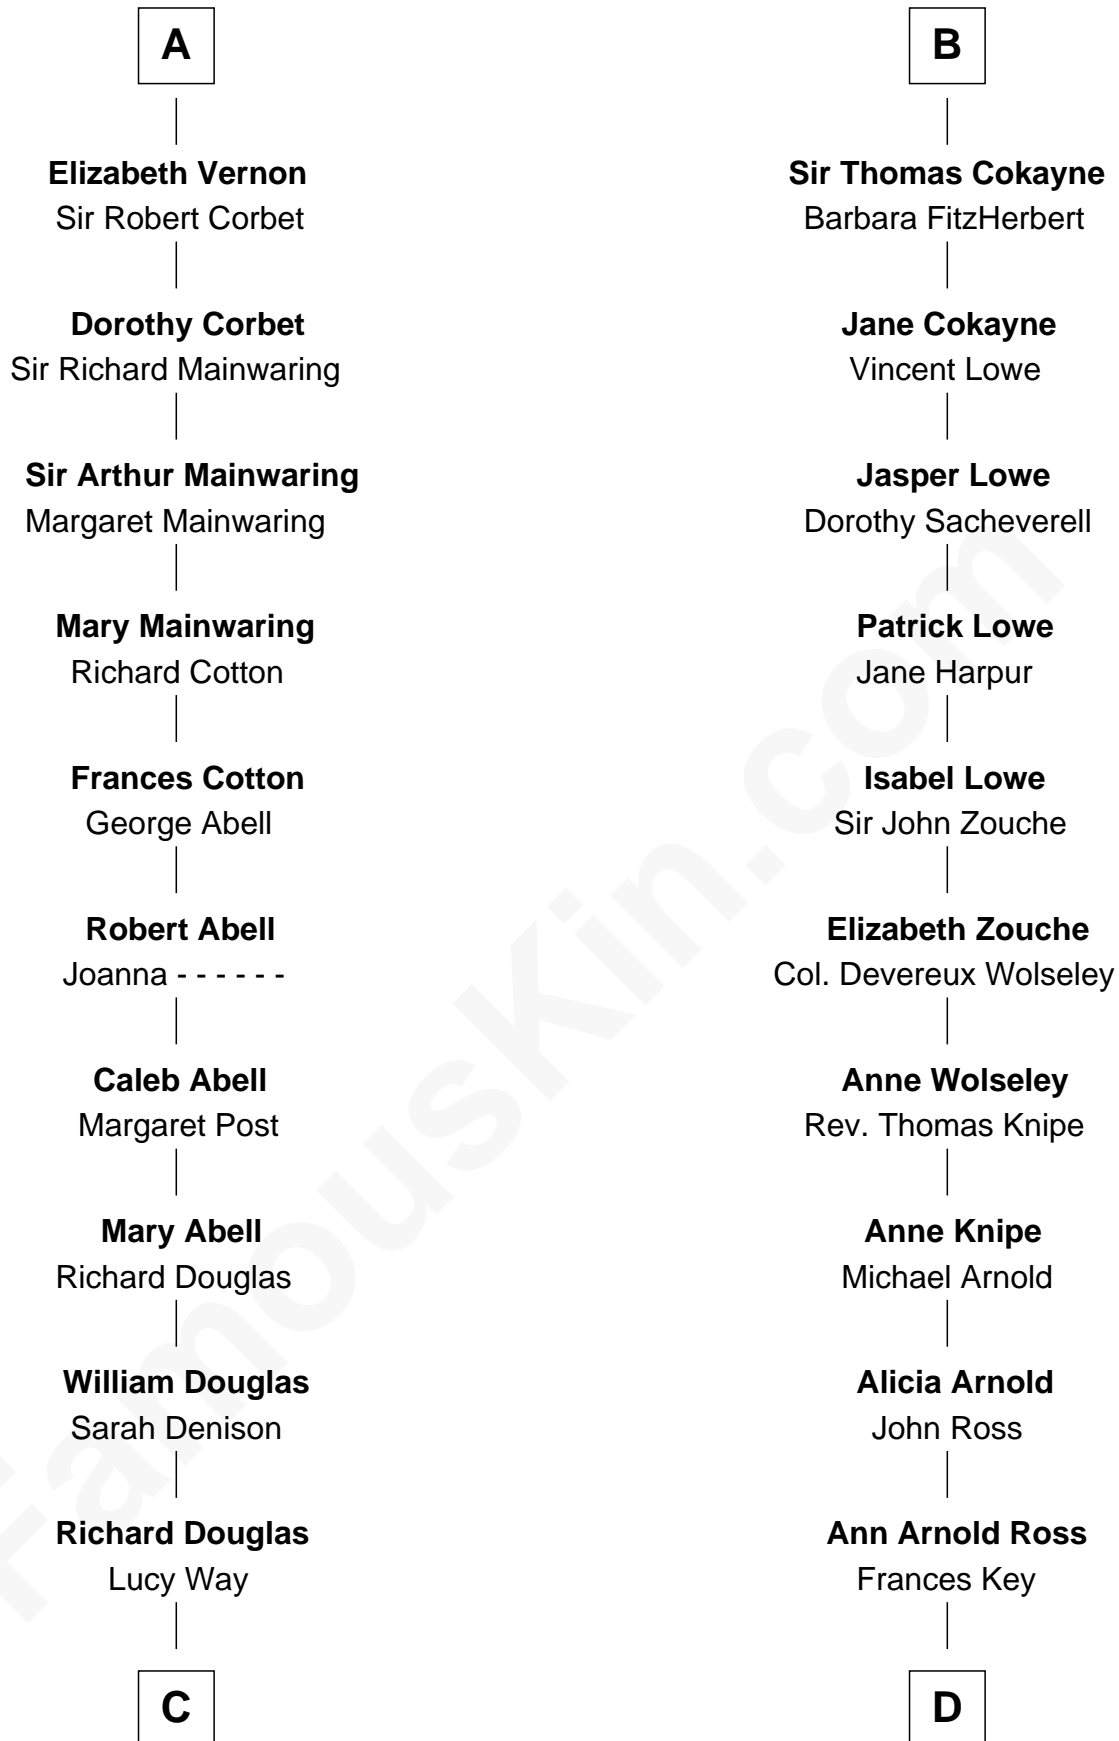 A
Elizabeth Vernon
Sir Robert Corbet
Dorothy Corbet
Sir Richard Mainwaring
Sir Arthur Mainwaring
Margaret Mainwaring
Mary Mainwaring
Richard Cotton
Frances Cotton
George Abell
Robert Abell
Joanna - - - - - -
Caleb Abell
Margaret Post
Mary Abell
Richard Douglas
William Douglas
Sarah Denison
Richard Douglas
Lucy Way
C
B
Sir Thomas Cokayne
Barbara FitzHerbert
Jane Cokayne
Vincent Lowe
Jasper Lowe
Dorothy Sacheverell
Patrick Lowe
Jane Harpur
Isabel Lowe
Sir John Zouche
Elizabeth Zouche
Col. Devereux Wolseley
Anne Wolseley
Rev. Thomas Knipe
Anne Knipe
Michael Arnold
Alicia Arnold
John Ross
Ann Arnold Ross
Frances Key
D
FamousKin.com